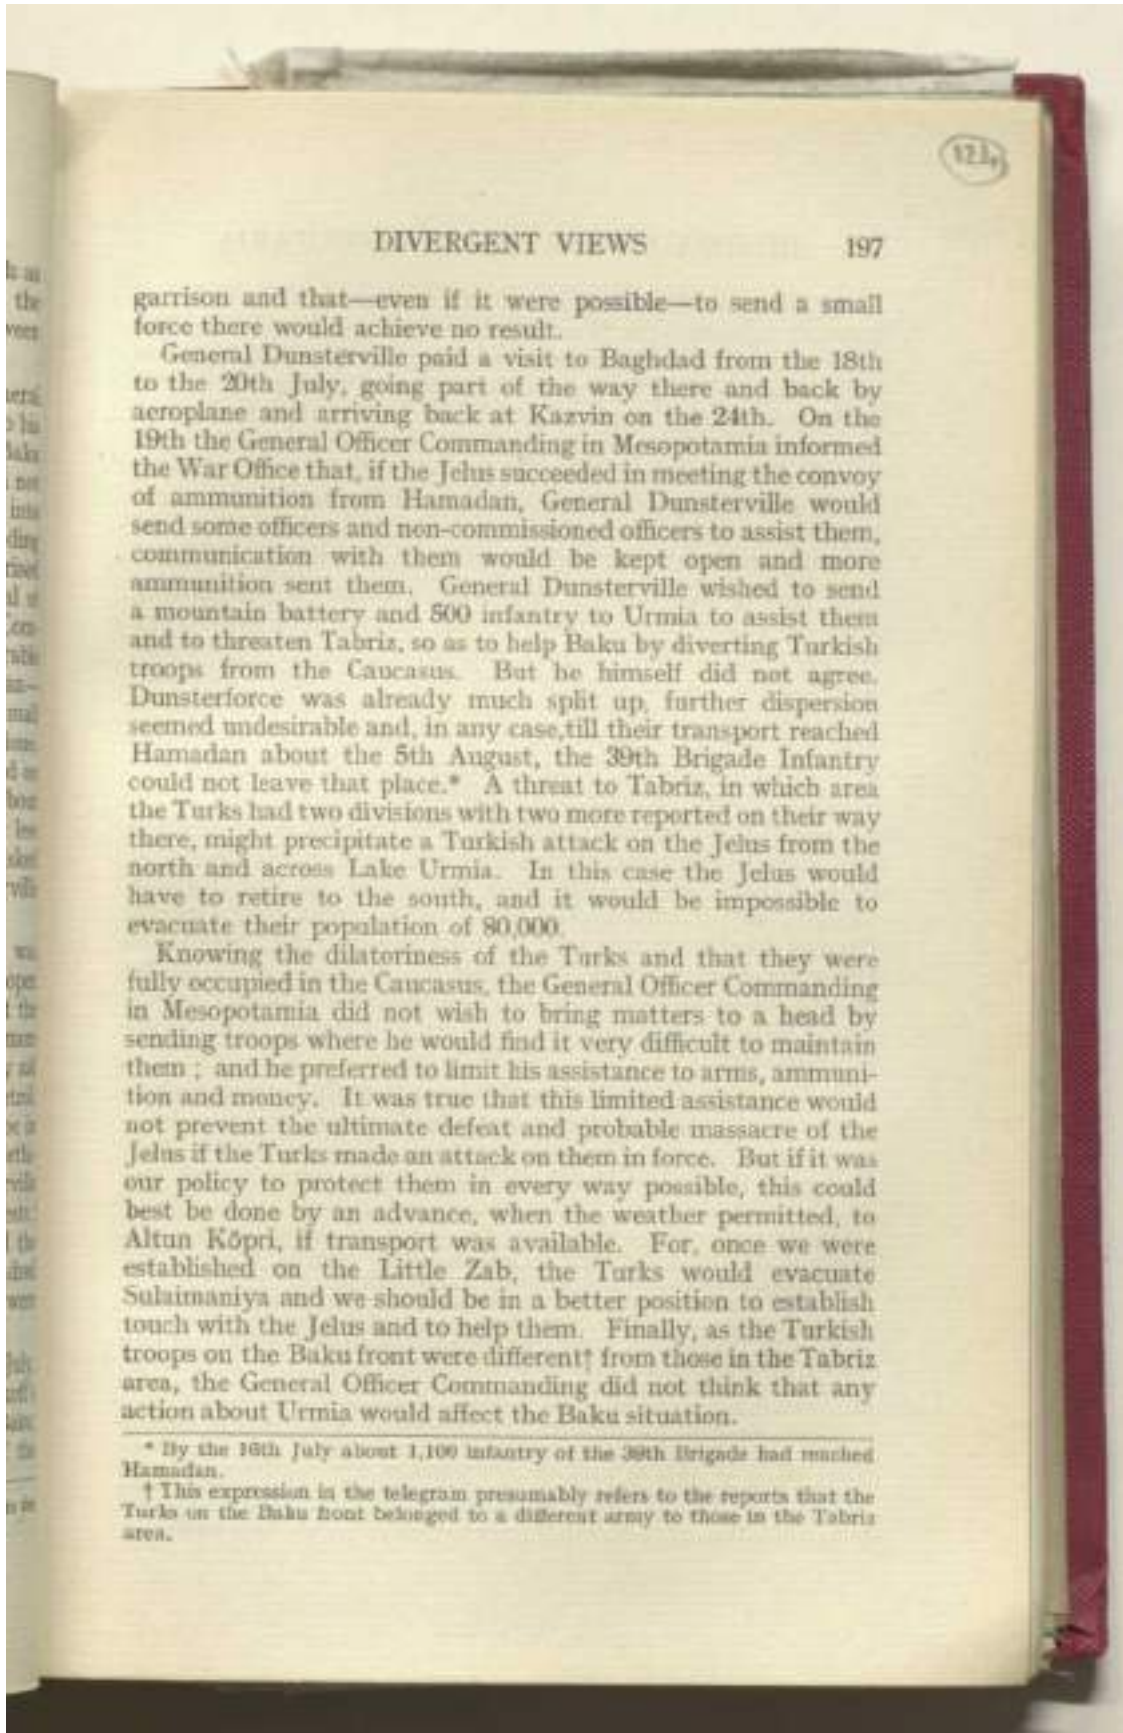 DIVERGENT VIEWS 197
garrison and that—even if it were possible—to send a small
force there would achieve no result.
General Dunsterville paid a visit to Baghdad from the 18th
to the 20th July, going part of the way there and back by
aeroplane and arriving back at Kazvin on the 24th. On the
19th the General Officer Commanding in Mesopotamia informed
the War Office that, if the Jelus succeeded in meeting the convoy
of ammunition from Hamadan, General Dunsterville would
send some officers and non-commissioned officers to assist them,
communication with them would be kept open and more
ammunition sent them. General Dunsterville wished to send
a mountain battery and 500 infantry to Urmia to assist them
and to threaten Tabriz, so as to help Baku by diverting Turkish
troops from the Caucasus. But he himself did not agree.
Dunsterforce was already much split up, further dispersion
seemed undesirable and, in any case, till their transport reached
Hamadan about the 5th August, the 39th Brigade Infantry
could not leave that place.* A threat to Tabriz, in which area
the Turks had two divisions with two more reported on their way
there, might precipitate a Turkish attack on the Jelus from the
north and across Lake Urmia. In this case the Jelus would
have to retire to the south, and it would be impossible to
evacuate their population of 80,000.
Knowing the dilatoriness of the Turks and that they were
fully occupied in the Caucasus, the General Officer Commanding
in Mesopotamia did not wish to bring matters to a head by
sending troops where he would find it very difficult to maintain
them ; and he preferred to limit his assistance to arms, ammuni-
tion and money. It was true that this limited assistance would
not prevent the ultimate defeat and probable massacre of the
Jelus if the Turks made an attack on them in force. But if it was
our policy to protect them in every way possible, this could
best be done by an advance, when the weather permitted, to
Altun Köpri, if transport was available. For, once we were
established on the Little Zab, the Turks would evacuate
Sulaimaniya and we should be in a better position to establish
touch with the Jelus and to help them. Finally, as the Turkish
troops on the Baku front were different† from those in the Tabriz
area, the General Officer Commanding did not think that any
action about Urmia would affect the Baku situation.
* By the 16th July about 1,100 infantry of the 39th Brigade had reached
Hamadan.
† This expression in the telegram presumably refers to the reports that the
Turks on the Baku front belonged to a different army to those in the Tabriz
area.